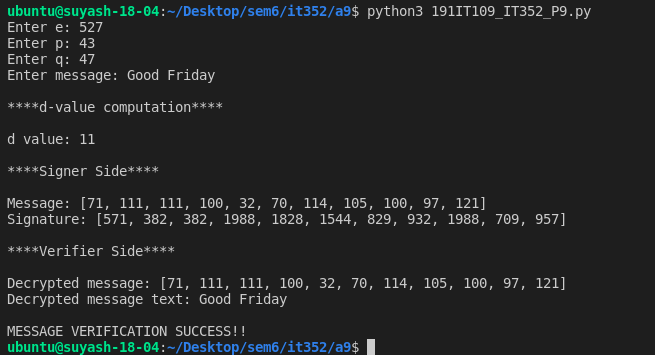 ubuntu@suyash-18-04:~/Desktop/sem6/it352/a9$ python3 191IT109_IT352_P9.py
Enter e: 527
Enter p: 43
Enter q: 47
Enter message: Good Friday
****d-value computation****
d value: 11
****Signer Side****
Message: [71, 111, 111, 100, 32, 70, 114, 105, 100, 97, 121]
Signature: [571, 382, 382, 1988, 1828, 1544, 829, 932, 1988, 709, 957]
****Verifier Side****
Decrypted message: [71, 111, 111, 100, 32, 70, 114, 105, 100, 97, 121]
Decrypted message text: Good Friday
MESSAGE VERIFICATION SUCCESS!!
ubuntu@suyash-18-04:~/Desktop/sem6/it352/a9$